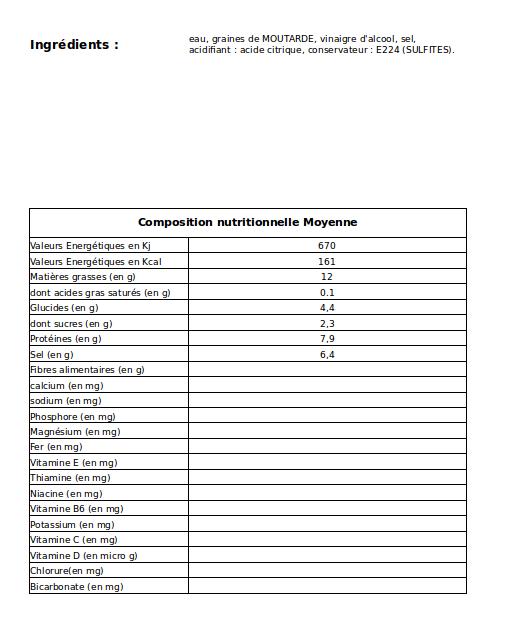 Ingrédients :
eau, graines de MOUTARDE, vinaigre d'alcool, sel,
acidifiant : acide citrique, conservateur : E224 (SULFITES).
Composition nutritionnelle Moyenne
Valeurs Energétiques en Kj 670
Valeurs Energétiques en Kcal 161
Matières grasses (en g) 12
dont acides gras saturés (en g) 0.1
Glucides (en g) 4,4
dont sucres (en g) 2,3
Protéines (en g) 7,9
Sel (en g) 6,4
Fibres alimentaires (en g)
calcium (en mg)
sodium (en mg)
Phosphore (en mg)
Magnésium (en mg)
Fer (en mg)
Vitamine E (en mg)
Thiamine (en mg)
Niacine (en mg)
Vitamine B6 (en mg)
Potassium (en mg)
Vitamine C (en mg)
Vitamine D (en micro g)
Chlorure(en mg)
Bicarbonate (en mg)